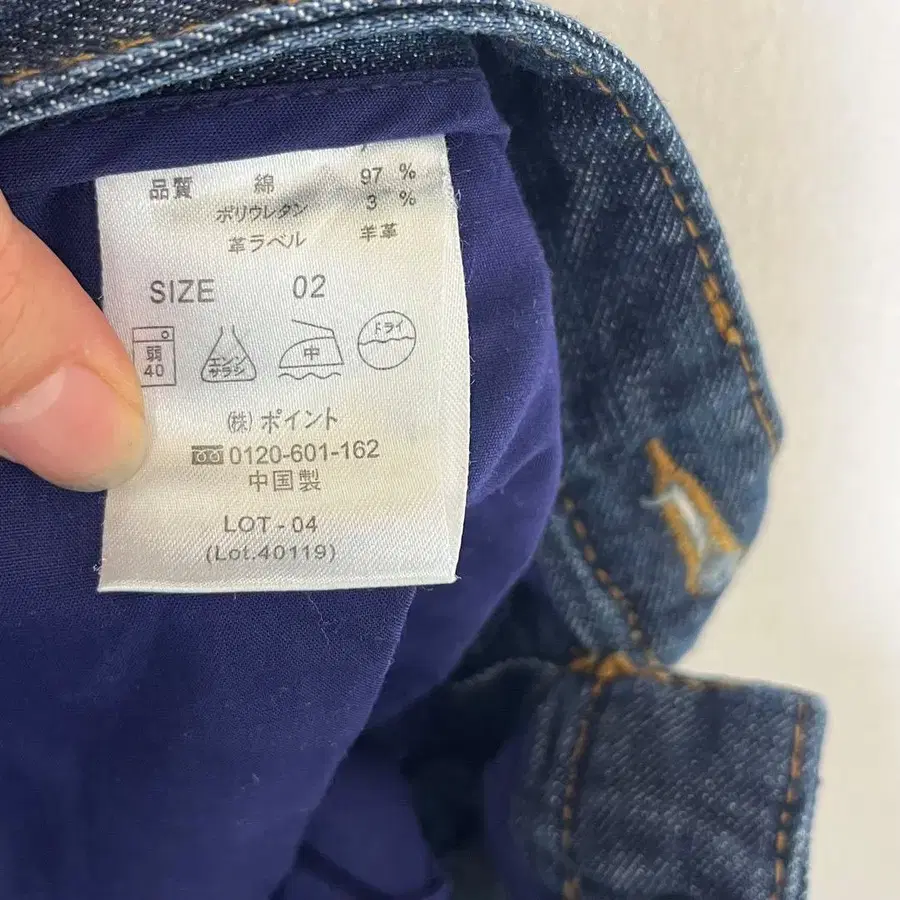 品質 綿 97 %
ポリウレタン 3 %
革ラベル 羊革
SIZE 02
弱 40 エンソ サラシ 中 ドライ
(株) ポイント
0120-601-162
中国製
LOT - 04
(Lot.40119)